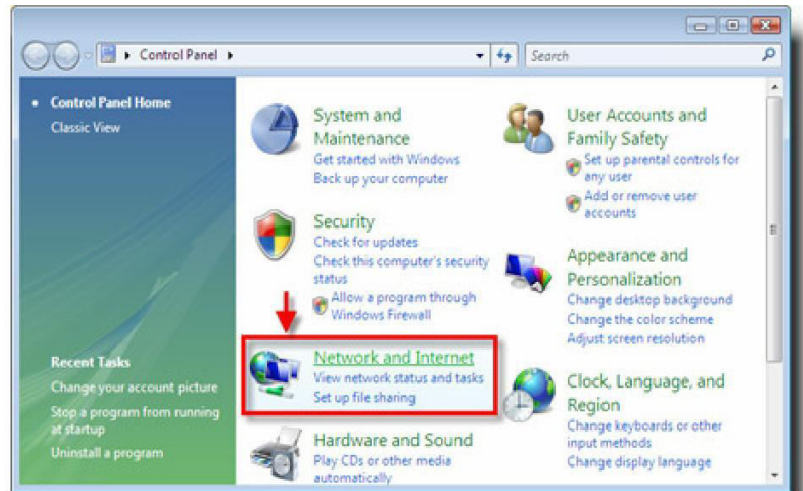 Control Panel
Search
Control Panel Home
Classic View
Recent Tasks
Change your account picture
Stop a program from running
at startup
Uninstall a program
System and
Maintenance
Get started with Windows
Back up your computer
Security
Check for updates
Check this computer's security
status
Allow a program through
Windows Firewall
Network and Internet
View network status and tasks
Set up file sharing
Hardware and Sound
Play CDs or other media
automatically
User Accounts and
Family Safety
Set up parental controls for
any user
Add or remove user
accounts
Appearance and
Personalization
Change desktop background
Change the color scheme
Adjust screen resolution
Clock, Language, and
Region
Change keyboards or other
input methods
Change display language